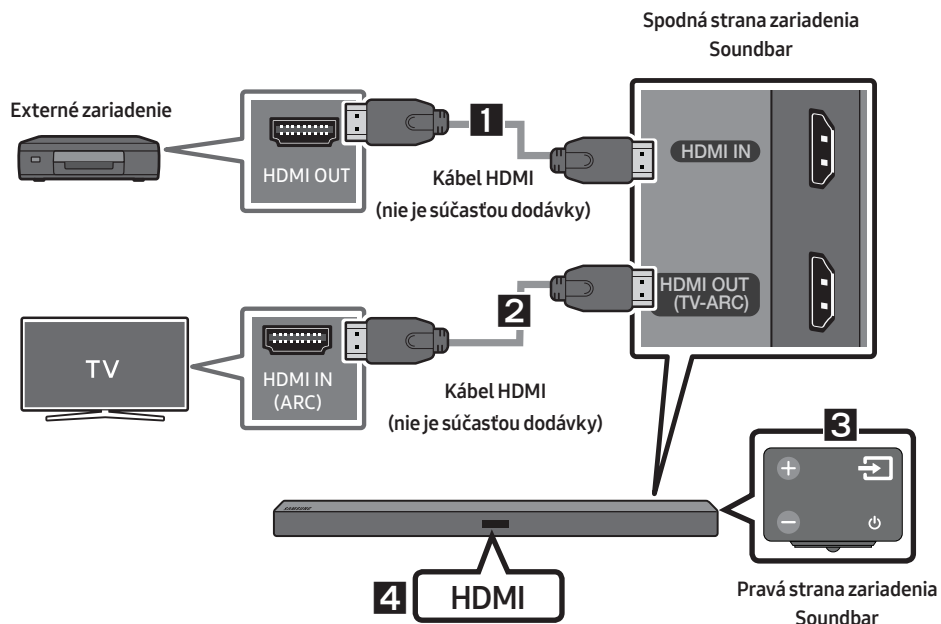 Spodná strana zariadenia
Soundbar
Externé zariadenie
HDMI OUT
1
Kábel HDMI
(nie je súčasťou dodávky)
HDMI IN
HDMI OUT
(TV-ARC)
TV
HDMI IN
(ARC)
2
Kábel HDMI
(nie je súčasťou dodávky)
3
SAMSUNG
4
HDMI
Pravá strana zariadenia
Soundbar